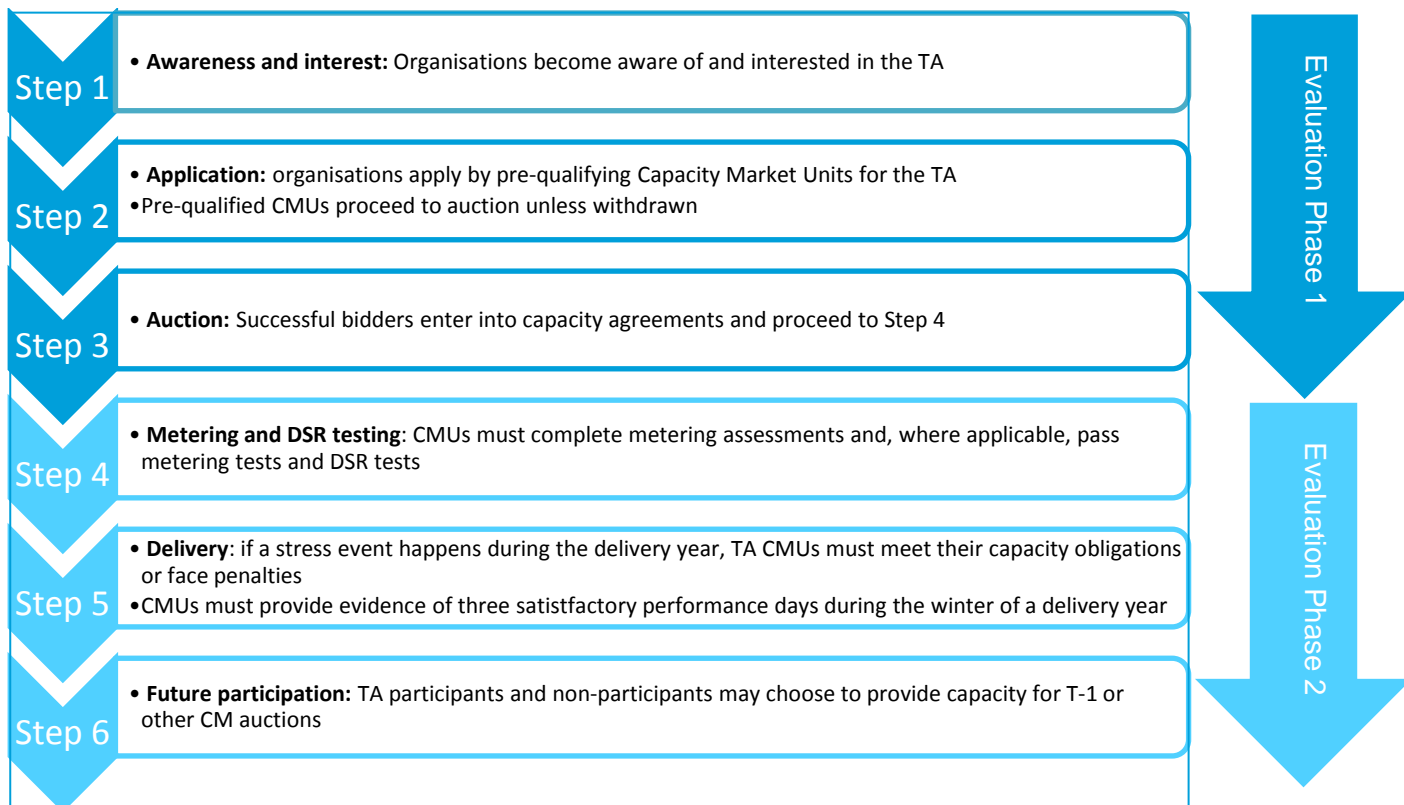 Step 1
• Awareness and interest: Organisations become aware of and interested in the TA
Step 2
• Application: organisations apply by pre-qualifying Capacity Market Units for the TA
•Pre-qualified CMUs proceed to auction unless withdrawn
Step 3
• Auction: Successful bidders enter into capacity agreements and proceed to Step 4
Evaluation Phase 1
Step 4
• Metering and DSR testing: CMUs must complete metering assessments and, where applicable, pass
metering tests and DSR tests
Step 5
• Delivery: if a stress event happens during the delivery year, TA CMUs must meet their capacity obligations
or face penalties
•CMUs must provide evidence of three satistfactory performance days during the winter of a delivery year
Step 6
• Future participation: TA participants and non-participants may choose to provide capacity for T-1 or
other CM auctions
Evaluation Phase 2